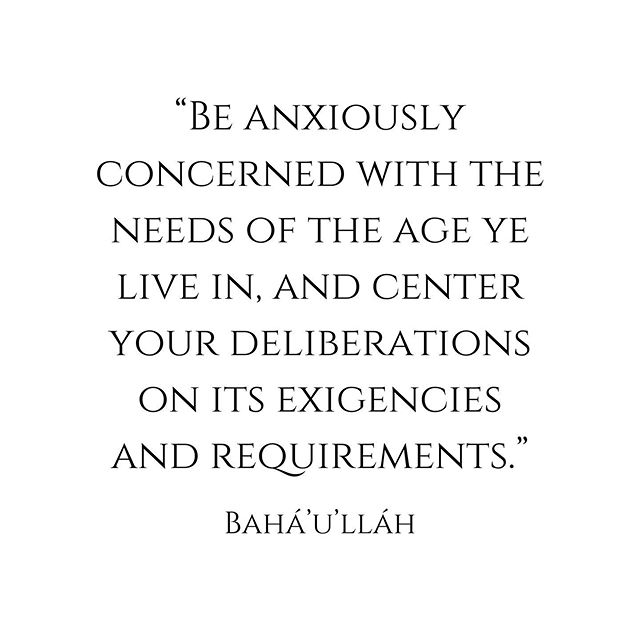 “Be anxiously
concerned with the
needs of the age ye
live in, and center
your deliberations
on its exigencies
and requirements.”
Bahá’u’lláh